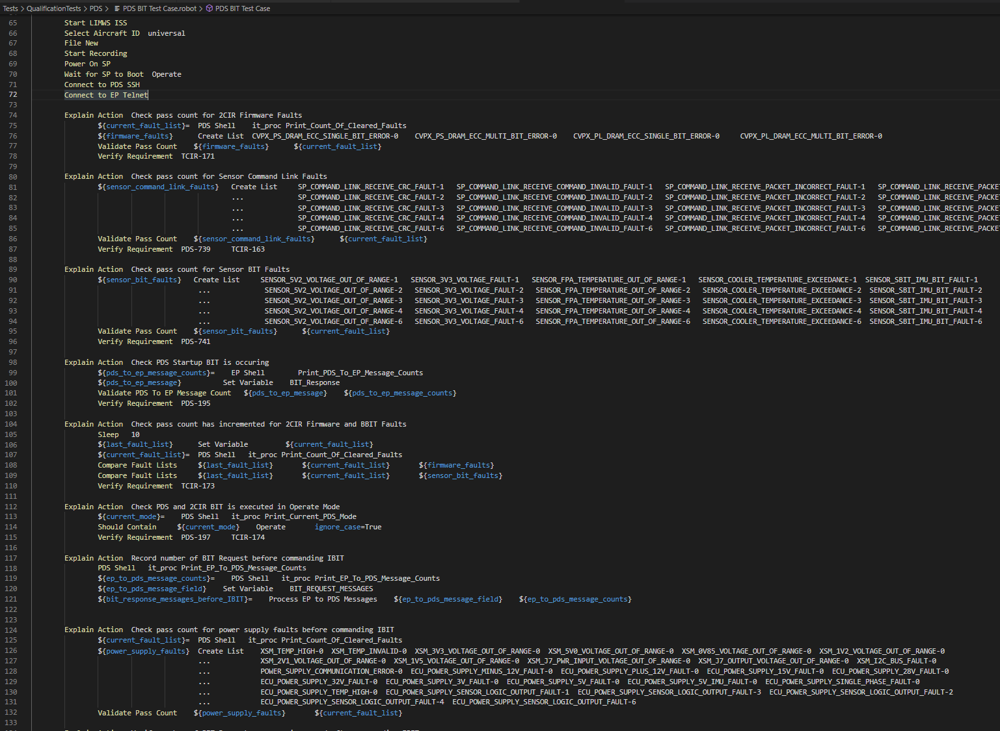 Tests > QualificationTests > PDS > PDS BIT Test Case.robot > PDS BIT Test Case
65 Start LIMWS ISS
66 Select Aircraft ID  universal
67 File New
68 Start Recording
69 Power On SP
70 Wait for SP to Boot  Operate
71 Connect to PDS SSH
72 Connect to EP Telnet
73
74 Explain Action  Check pass count for 2CIR Firmware Faults
75 ${current_fault_list}=  PDS Shell    it_proc Print_Count_Of_Cleared_Faults
76 ${firmware_faults}      Create List  CVPX_PS_DRAM_ECC_SINGLE_BIT_ERROR-0    CVPX_PS_DRAM_ECC_MULTI_BIT_ERROR-0    CVPX_PL_DRAM_ECC_SINGLE_BIT_ERROR-0     CVPX_PL_DRAM_ECC_MULTI_BIT_ERROR-0
77 Validate Pass Count    ${firmware_faults}      ${current_fault_list}
78 Verify Requirement  TCIR-171
79
80 Explain Action  Check pass count for Sensor Command Link Faults
81 ${sensor_command_link_faults}   Create List     SP_COMMAND_LINK_RECEIVE_CRC_FAULT-1   SP_COMMAND_LINK_RECEIVE_COMMAND_INVALID_FAULT-1   SP_COMMAND_LINK_RECEIVE_PACKET_INCORRECT_FAULT-1   SP_COMMAND_LINK_RECEIVE_PACKET
82 ...             SP_COMMAND_LINK_RECEIVE_CRC_FAULT-2   SP_COMMAND_LINK_RECEIVE_COMMAND_INVALID_FAULT-2   SP_COMMAND_LINK_RECEIVE_PACKET_INCORRECT_FAULT-2   SP_COMMAND_LINK_RECEIVE_PACKET
83 ...             SP_COMMAND_LINK_RECEIVE_CRC_FAULT-3   SP_COMMAND_LINK_RECEIVE_COMMAND_INVALID_FAULT-3   SP_COMMAND_LINK_RECEIVE_PACKET_INCORRECT_FAULT-3   SP_COMMAND_LINK_RECEIVE_PACKET
84 ...             SP_COMMAND_LINK_RECEIVE_CRC_FAULT-4   SP_COMMAND_LINK_RECEIVE_COMMAND_INVALID_FAULT-4   SP_COMMAND_LINK_RECEIVE_PACKET_INCORRECT_FAULT-4   SP_COMMAND_LINK_RECEIVE_PACKET
85 ...             SP_COMMAND_LINK_RECEIVE_CRC_FAULT-6   SP_COMMAND_LINK_RECEIVE_COMMAND_INVALID_FAULT-6   SP_COMMAND_LINK_RECEIVE_PACKET_INCORRECT_FAULT-6   SP_COMMAND_LINK_RECEIVE_PACKET
86 Validate Pass Count    ${sensor_command_link_faults}      ${current_fault_list}
87 Verify Requirement  PDS-739     TCIR-163
88
89 Explain Action  Check pass count for Sensor BIT Faults
90 ${sensor_bit_faults}   Create List     SENSOR_5V2_VOLTAGE_OUT_OF_RANGE-1   SENSOR_3V3_VOLTAGE_FAULT-1   SENSOR_FPA_TEMPERATURE_OUT_OF_RANGE-1   SENSOR_COOLER_TEMPERATURE_EXCEEDANCE-1  SENSOR_SBIT_IMU_BIT_FAULT-1
91 ...             SENSOR_5V2_VOLTAGE_OUT_OF_RANGE-2   SENSOR_3V3_VOLTAGE_FAULT-2   SENSOR_FPA_TEMPERATURE_OUT_OF_RANGE-2   SENSOR_COOLER_TEMPERATURE_EXCEEDANCE-2  SENSOR_SBIT_IMU_BIT_FAULT-2
92 ...             SENSOR_5V2_VOLTAGE_OUT_OF_RANGE-3   SENSOR_3V3_VOLTAGE_FAULT-3   SENSOR_FPA_TEMPERATURE_OUT_OF_RANGE-3   SENSOR_COOLER_TEMPERATURE_EXCEEDANCE-3  SENSOR_SBIT_IMU_BIT_FAULT-3
93 ...             SENSOR_5V2_VOLTAGE_OUT_OF_RANGE-4   SENSOR_3V3_VOLTAGE_FAULT-4   SENSOR_FPA_TEMPERATURE_OUT_OF_RANGE-4   SENSOR_COOLER_TEMPERATURE_EXCEEDANCE-4  SENSOR_SBIT_IMU_BIT_FAULT-4
94 ...             SENSOR_5V2_VOLTAGE_OUT_OF_RANGE-6   SENSOR_3V3_VOLTAGE_FAULT-6   SENSOR_FPA_TEMPERATURE_OUT_OF_RANGE-6   SENSOR_COOLER_TEMPERATURE_EXCEEDANCE-6  SENSOR_SBIT_IMU_BIT_FAULT-6
95 Validate Pass Count    ${sensor_bit_faults}      ${current_fault_list}
96 Verify Requirement  PDS-741
97
98 Explain Action  Check PDS Startup BIT is occuring
99 ${pds_to_ep_message_counts}=    EP Shell        Print_PDS_To_EP_Message_Counts
100 ${pds_to_ep_message}          Set Variable    BIT_Response
101 Validate PDS To EP Message Count   ${pds_to_ep_message}    ${pds_to_ep_message_counts}
102 Verify Requirement  PDS-195
103
104 Explain Action  Check pass count has incremented for 2CIR Firmware and BBIT Faults
105 Sleep   10
106 ${last_fault_list}      Set Variable         ${current_fault_list}
107 ${current_fault_list}=  PDS Shell   it_proc Print_Count_Of_Cleared_Faults
108 Compare Fault Lists     ${last_fault_list}       ${current_fault_list}       ${firmware_faults}
109 Compare Fault Lists     ${last_fault_list}       ${current_fault_list}       ${sensor_bit_faults}
110 Verify Requirement  TCIR-173
111
112 Explain Action  Check PDS and 2CIR BIT is executed in Operate Mode
113 ${current_mode}=    PDS Shell   it_proc Print_Current_PDS_Mode
114 Should Contain     ${current_mode}    Operate       ignore_case=True
115 Verify Requirement  PDS-197     TCIR-174
116
117 Explain Action  Record number of BIT Request before commanding IBIT
118 PDS Shell   it_proc Print_EP_To_PDS_Message_Counts
119 ${ep_to_pds_message_counts}=    PDS Shell   it_proc Print_EP_To_PDS_Message_Counts
120 ${ep_to_pds_message_field}    Set Variable    BIT_REQUEST_MESSAGES
121 ${bit_response_messages_before_IBIT}=    Process EP to PDS Messages    ${ep_to_pds_message_field}    ${ep_to_pds_message_counts}
122
123
124 Explain Action  Check pass count for power supply faults before commanding IBIT
125 ${current_fault_list}=  PDS Shell   it_proc Print_Count_Of_Cleared_Faults
126 ${power_supply_faults}  Create List    XSM_TEMP_HIGH-0  XSM_TEMP_INVALID-0  XSM_3V3_VOLTAGE_OUT_OF_RANGE-0  XSM_5V0_VOLTAGE_OUT_OF_RANGE-0  XSM_0V85_VOLTAGE_OUT_OF_RANGE-0  XSM_1V2_VOLTAGE_OUT_OF_RANGE-0
127 ...            XSM_2V1_VOLTAGE_OUT_OF_RANGE-0  XSM_1V5_VOLTAGE_OUT_OF_RANGE-0  XSM_J7_PWR_INPUT_VOLTAGE_OUT_OF_RANGE-0  XSM_J7_OUTPUT_VOLTAGE_OUT_OF_RANGE-0  XSM_I2C_BUS_FAULT-0
128 ...            POWER_SUPPLY_COMMUNICATION_ERROR-0  ECU_POWER_SUPPLY_MINUS_12V_FAULT-0  ECU_POWER_SUPPLY_PLUS_12V_FAULT-0  ECU_POWER_SUPPLY_15V_FAULT-0  ECU_POWER_SUPPLY_28V_FAULT-0
129 ...            ECU_POWER_SUPPLY_32V_FAULT-0  ECU_POWER_SUPPLY_3V_FAULT-0  ECU_POWER_SUPPLY_5V_FAULT-0  ECU_POWER_SUPPLY_5V_IMU_FAULT-0  ECU_POWER_SUPPLY_SINGLE_PHASE_FAULT-0
130 ...            ECU_POWER_SUPPLY_TEMP_HIGH-0  ECU_POWER_SUPPLY_SENSOR_LOGIC_OUTPUT_FAULT-1  ECU_POWER_SUPPLY_SENSOR_LOGIC_OUTPUT_FAULT-3  ECU_POWER_SUPPLY_SENSOR_LOGIC_OUTPUT_FAULT-2
131 ...            ECU_POWER_SUPPLY_SENSOR_LOGIC_OUTPUT_FAULT-4  ECU_POWER_SUPPLY_SENSOR_LOGIC_OUTPUT_FAULT-6
132 Validate Pass Count    ${power_supply_faults}       ${current_fault_list}
133